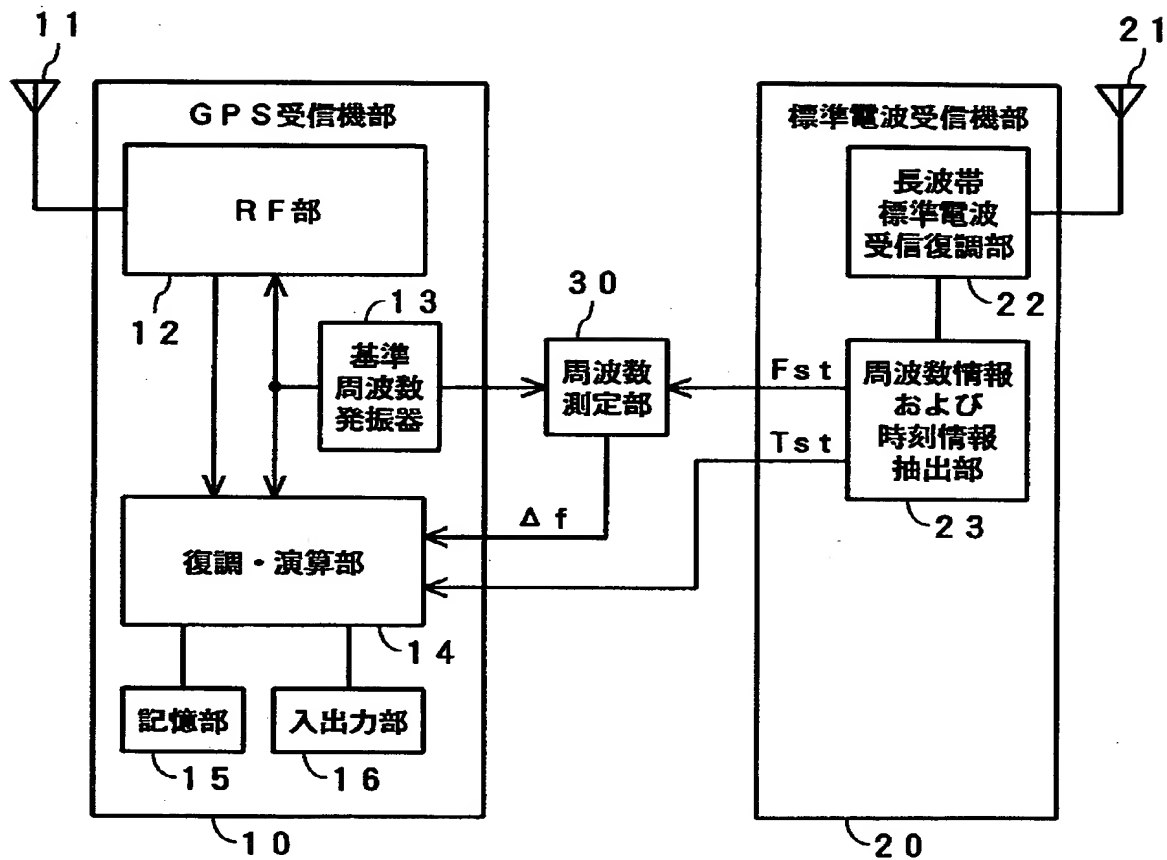 11
21
GPS受信機部
標準電波受信機部
RF部
長波帯
標準電波
受信復調部
12
13
30
22
基準
周波数
発振器
周波数
測定部
Fst
周波数情報
および
時刻情報
抽出部
Tst
Δf
23
復調・演算部
14
記憶部
入出力部
15
16
10
20